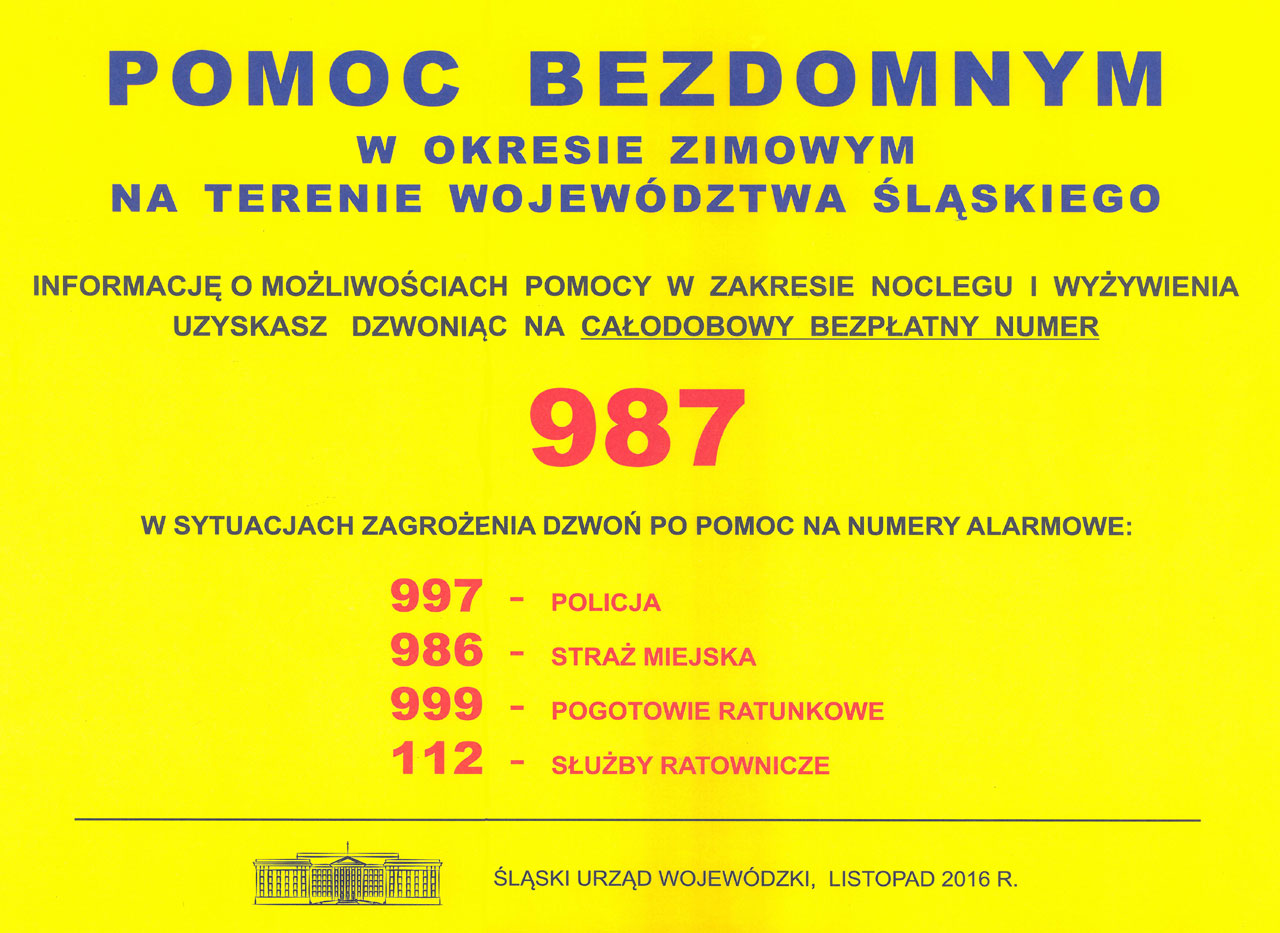 POMOC BEZDOMNYM
W OKRESIE ZIMOWYM
NA TERENIE WOJEWÓDZTWA ŚLĄSKIEGO
INFORMACJĘ O MOŻLIWOŚCIACH POMOCY W ZAKRESIE NOCLEGU I WYŻYWIENIA
UZYSKASZ DZWONIĄC NA CAŁODOBOWY BEZPŁATNY NUMER
987
W SYTUACJACH ZAGROŻENIA DZWOŃ PO POMOC NA NUMERY ALARMOWE:
997 - POLICJA
986 - STRAŻ MIEJSKA
999 - POGOTOWIE RATUNKOWE
112 - SŁUŻBY RATOWNICZE
ŚLĄSKI URZĄD WOJEWÓDZKI, LISTOPAD 2016 R.